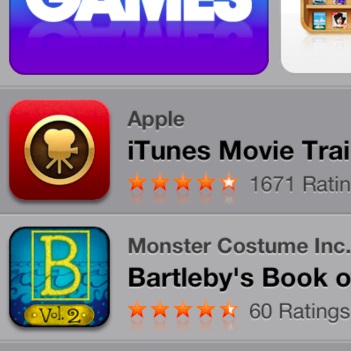 GAMES
Apple
iTunes Movie Trai
1671 Ratin
Monster Costume Inc.
Bartleby's Book o
60 Ratings
B
Vol. 2